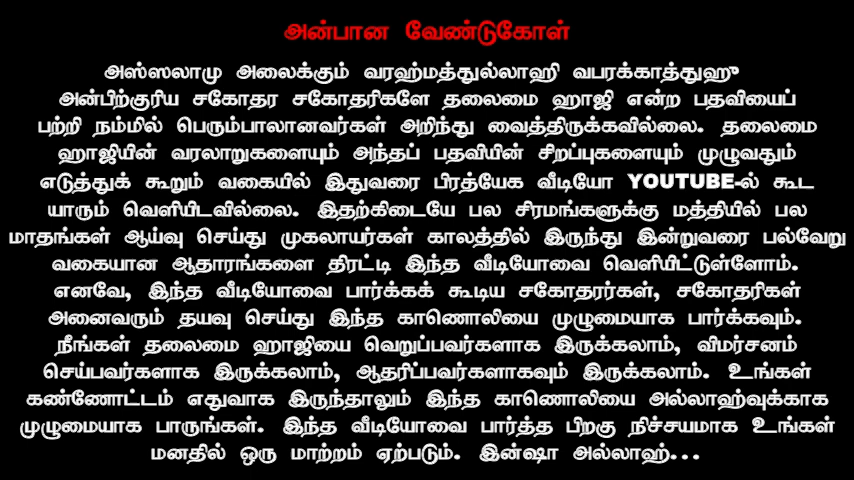 அன்பான வேண்டுகோள்
அஸ்ஸலாமு அலைக்கும் வரஹ்மத்துல்லாஹி வபரக்காத்துஹு
அன்பிற்குரிய சகோதர சகோதரிகளே தலைமை ஹாஜி என்ற பதவியைப்
பற்றி நம்மில் பெரும்பாலானவர்கள் அறிந்து வைத்திருக்கவில்லை. தலைமை
ஹாஜியின் வரலாறுகளையும் அந்தப் பதவியின் சிறப்புகளையும் முழுவதும்
எடுத்துக் கூறும் வகையில் இதுவரை பிரத்யேக வீடியோ YOUTUBE-ல் கூட
யாரும் வெளியிடவில்லை. இதற்கிடையே பல சிரமங்களுக்கு மத்தியில் பல
மாதங்கள் ஆய்வு செய்து முகலாயர்கள் காலத்தில் இருந்து இன்றுவரை பல்வேறு
வகையான ஆதாரங்களை திரட்டி இந்த வீடியோவை வெளியிட்டுள்ளோம்.
எனவே, இந்த வீடியோவை பார்க்கக் கூடிய சகோதரர்கள், சகோதரிகள்
அனைவரும் தயவு செய்து இந்த காணொலியை முழுமையாக பார்க்கவும்.
நீங்கள் தலைமை ஹாஜியை வெறுப்பவர்களாக இருக்கலாம், விமர்சனம்
செய்பவர்களாக இருக்கலாம், ஆதரிப்பவர்களாகவும் இருக்கலாம். உங்கள்
கண்ணோட்டம் எதுவாக இருந்தாலும் இந்த காணொலியை அல்லாஹ்வுக்காக
முழுமையாக பாருங்கள். இந்த வீடியோவை பார்த்த பிறகு நிச்சயமாக உங்கள்
மனதில் ஒரு மாற்றம் ஏற்படும். இன்ஷா அல்லாஹ்...